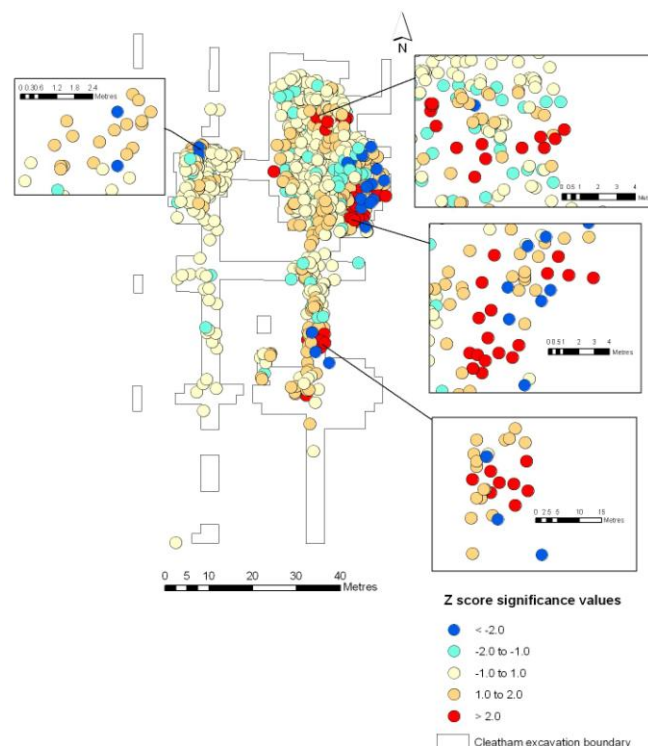 N
0 0.3 0.6 1.2 1.8 2.4
Metres
0 0.5 1 2 3 4
0 0.5 1 2 3 4
Metres
0 2.5 5 10 15
Metres
0 5 10 20 30 40
Metres
Z score significance values
< -2.0
-2.0 to -1.0
-1.0 to 1.0
1.0 to 2.0
> 2.0
Cleatham excavation boundary